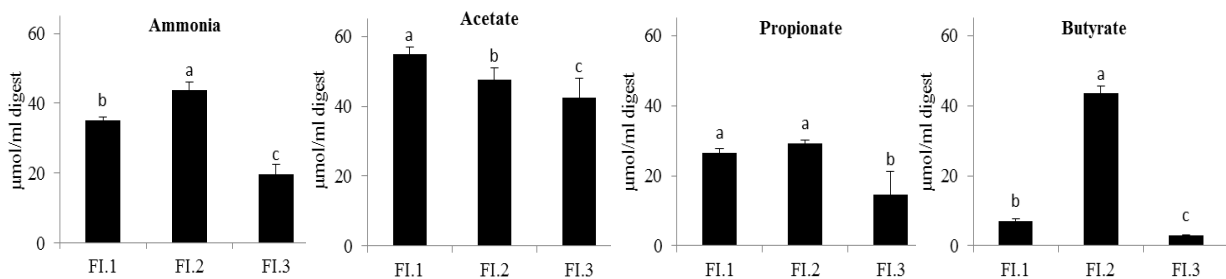 Ammonia
µmol/ml digest
60
40
20
0
b
a
c
FI.1 FI.2 FI.3
Acetate
µmol/ml digest
60
40
20
0
a
b
c
FI.1 FI.2 FI.3
Propionate
µmol/ml digest
60
40
20
0
a
a
b
FI.1 FI.2 FI.3
Butyrate
µmol/ml digest
60
40
20
0
b
a
c
FI.1 FI.2 FI.3